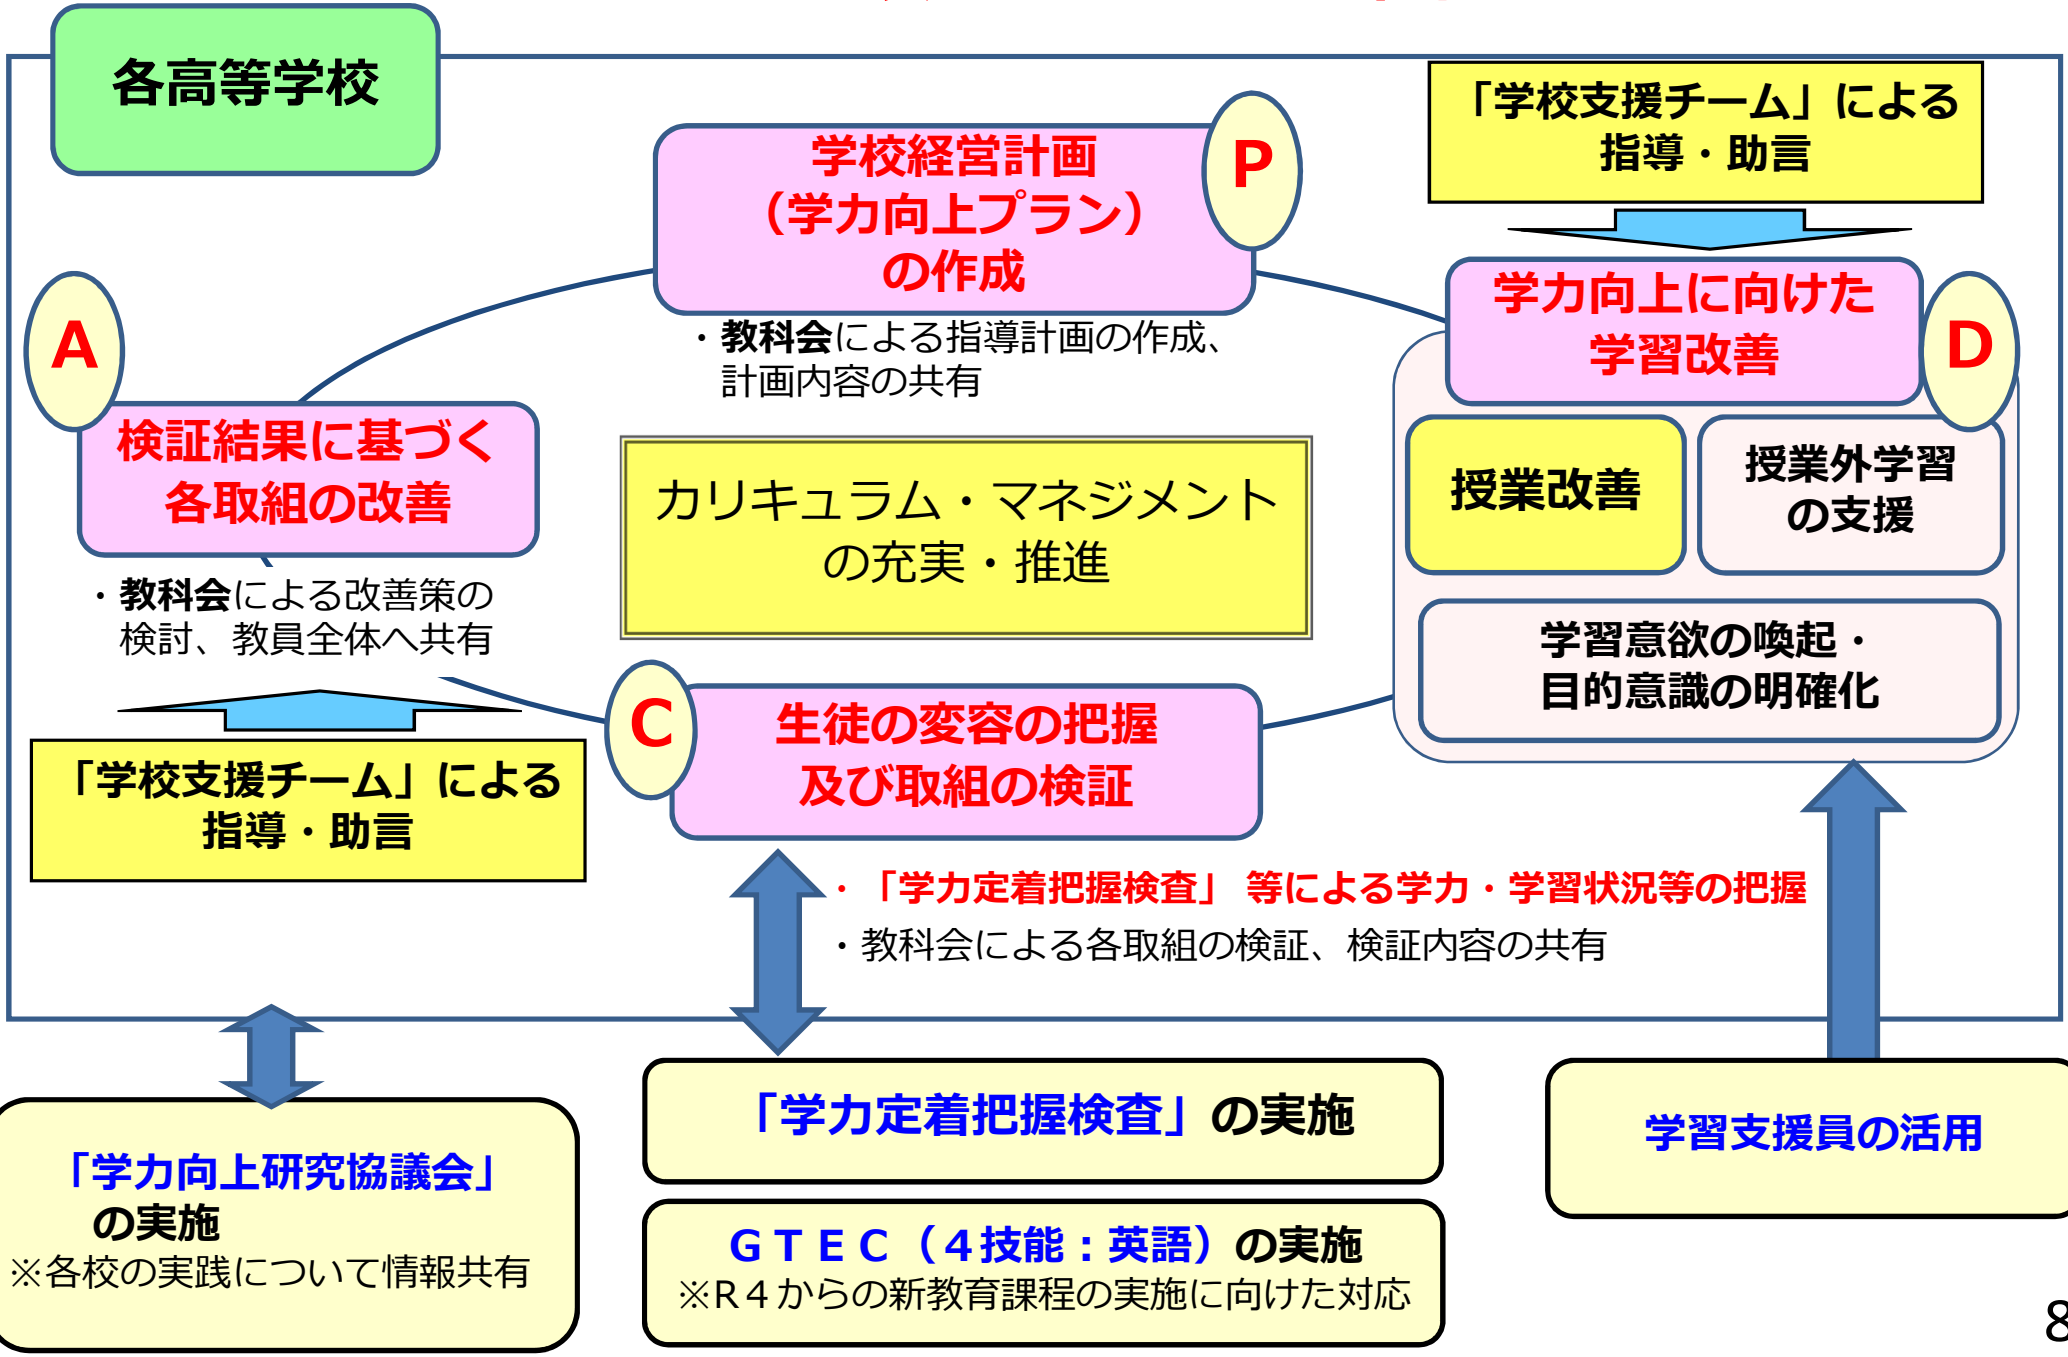 各高等学校
学校経営計画
（学力向上プラン）
の作成
P
・教科会による指導計画の作成、
計画内容の共有
「学校支援チーム」による
指導・助言
学力向上に向けた
学習改善
D
授業改善
授業外学習
の支援
学習意欲の喚起・
目的意識の明確化
A
検証結果に基づく
各取組の改善
・教科会による改善策の
検討、教員全体へ共有
「学校支援チーム」による
指導・助言
カリキュラム・マネジメント
の充実・推進
C
生徒の変容の把握
及び取組の検証
・「学力定着把握検査」 等による学力・学習状況等の把握
・教科会による各取組の検証、検証内容の共有
「学力向上研究協議会」
の実施
※各校の実践について情報共有
「学力定着把握検査」の実施
ＧＴＥＣ（４技能：英語）の実施
※R４からの新教育課程の実施に向けた対応
学習支援員の活用
8